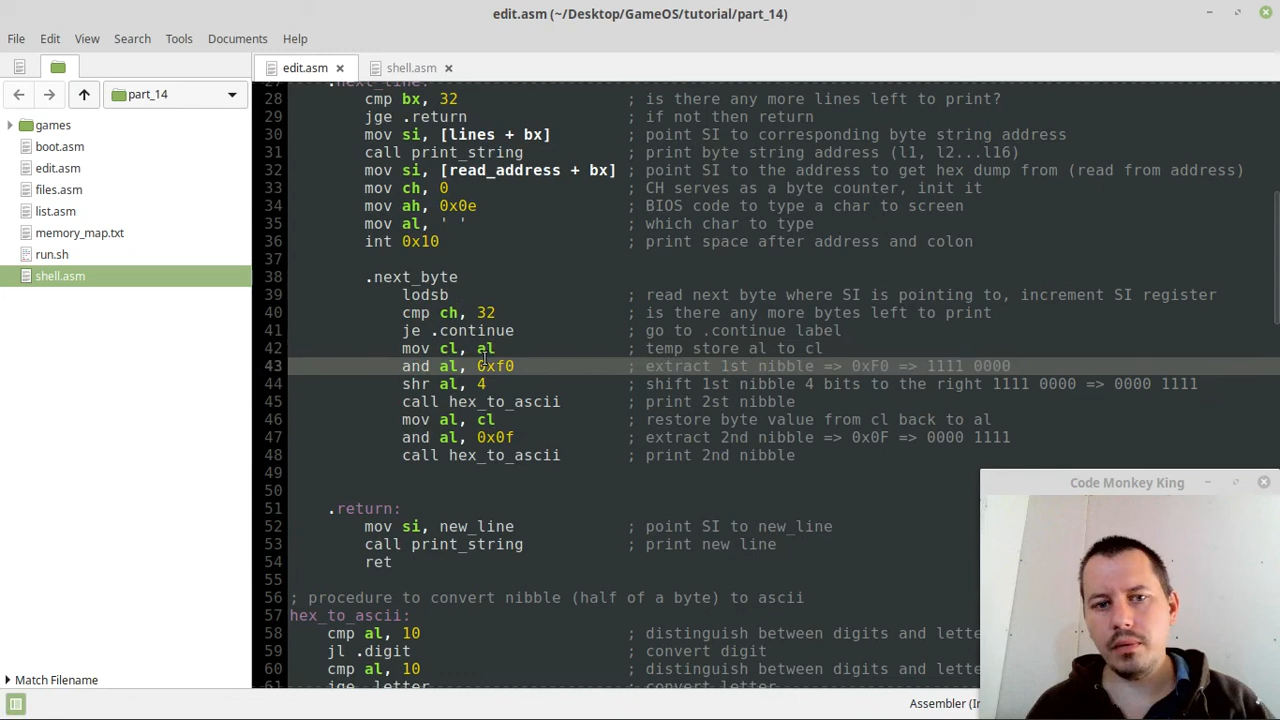 edit.asm (~/Desktop/GameOS/tutorial/part_14)
File Edit View Search Tools Documents Help
edit.asm shell.asm
part_14
games
boot.asm
edit.asm
files.asm
list.asm
memory_map.txt
run.sh
shell.asm
Match Filename
.next_line:
28 cmp bx, 32 ; is there any more lines left to print?
29 jge .return ; if not then return
30 mov si, [lines + bx] ; point SI to corresponding byte string address
31 call print_string ; print byte string address (l1, l2...l16)
32 mov si, [read_address + bx] ; point SI to the address to get hex dump from (read from address)
33 mov ch, 0 ; CH serves as a byte counter, init it
34 mov ah, 0x0e ; BIOS code to type a char to screen
35 mov al, ' ' ; which char to type
36 int 0x10 ; print space after address and colon
37
38 .next_byte
39 lodsb ; read next byte where SI is pointing to, increment SI register
40 cmp ch, 32 ; is there any more bytes left to print
41 je .continue ; go to .continue label
42 mov cl, al ; temp store al to cl
43 and al, 0xf0 ; extract 1st nibble => 0xF0 => 1111 0000
44 shr al, 4 ; shift 1st nibble 4 bits to the right 1111 0000 => 0000 1111
45 call hex_to_ascii ; print 2st nibble
46 mov al, cl ; restore byte value from cl back to al
47 and al, 0x0f ; extract 2nd nibble => 0x0F => 0000 1111
48 call hex_to_ascii ; print 2nd nibble
49
50
51 .return:
52 mov si, new_line ; point SI to new_line
53 call print_string ; print new line
54 ret
55
56 ; procedure to convert nibble (half of a byte) to ascii
57 hex_to_ascii:
58 cmp al, 10 ; distinguish between digits and lette
59 jl .digit ; convert digit
60 cmp al, 10 ; distinguish between digits and lette
61 jge .letter ; convert letter
Code Monkey King
Assembler (In